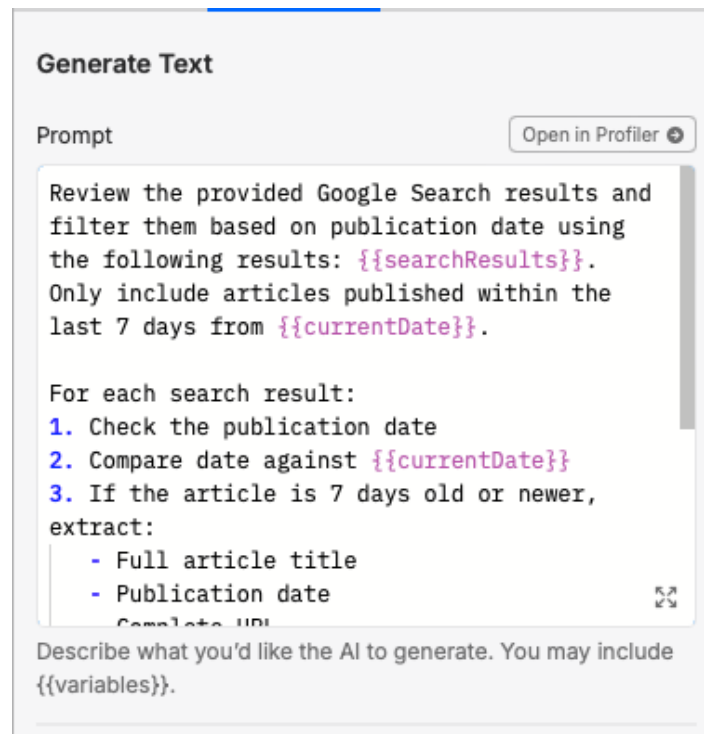 Generate Text
Prompt
Open in Profiler
Review the provided Google Search results and
filter them based on publication date using
the following results: {{searchResults}}.
Only include articles published within the
last 7 days from {{currentDate}}.
For each search result:
1. Check the publication date
2. Compare date against {{currentDate}}
3. If the article is 7 days old or newer,
extract:
- Full article title
- Publication date
- Complete URL
Describe what you'd like the AI to generate. You may include
{{variables}}.